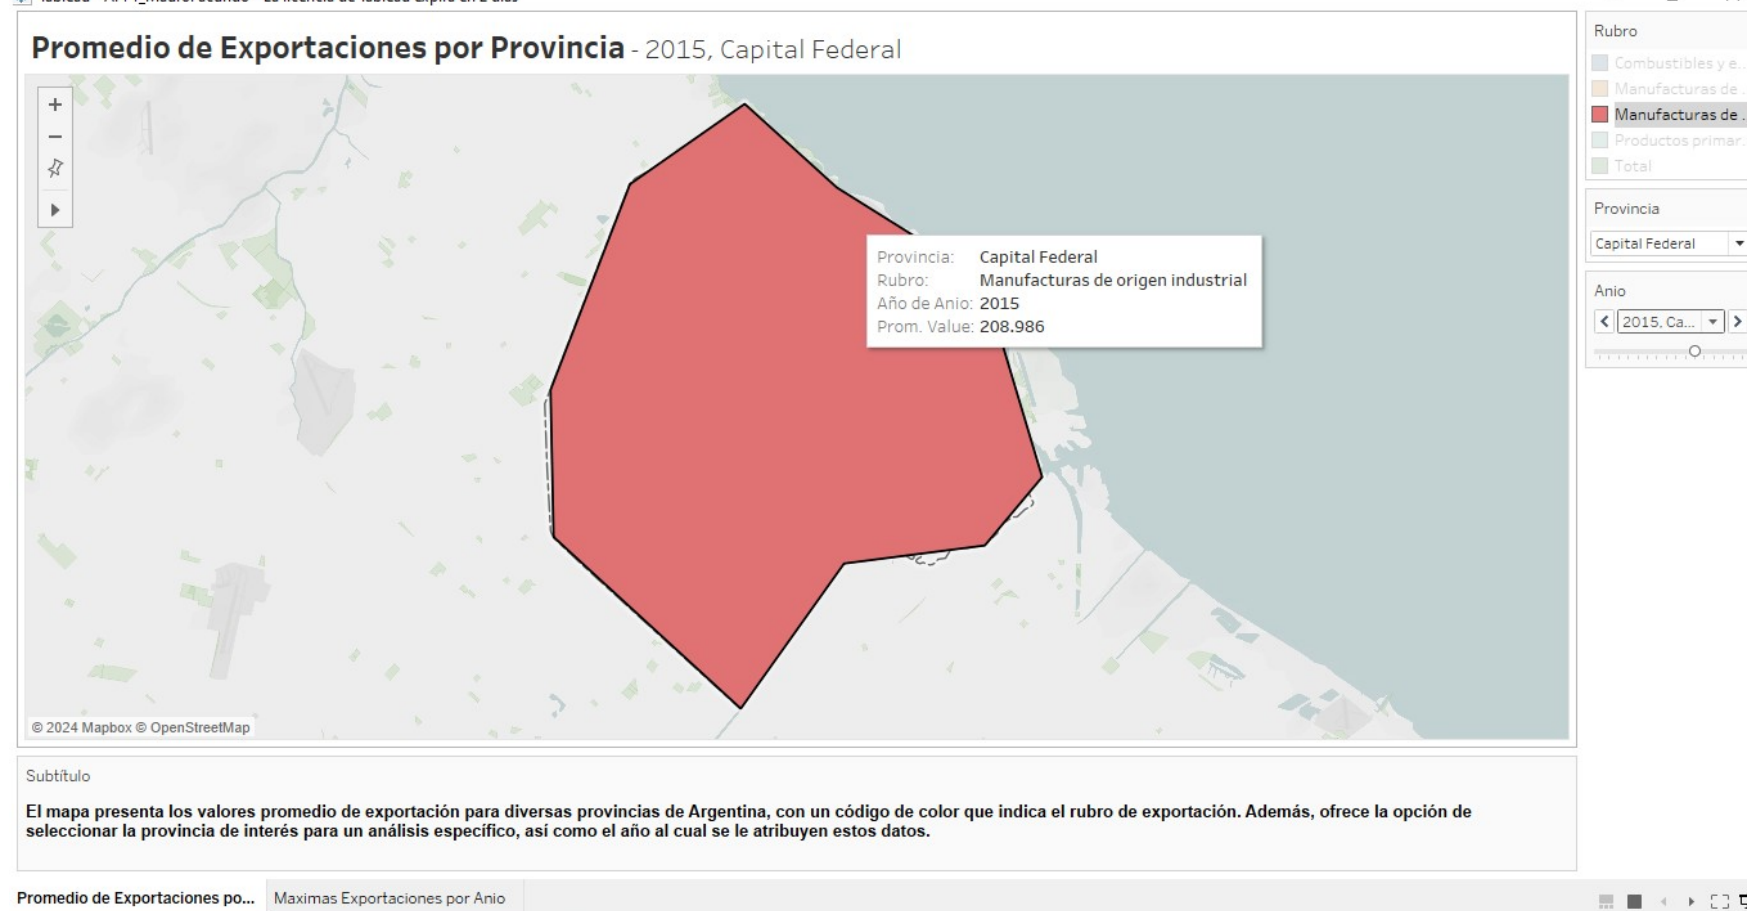 Promedio de Exportaciones por Provincia - 2015, Capital Federal
+
−
© 2024 Mapbox © OpenStreetMap
Provincia: Capital Federal
Rubro: Manufacturas de origen industrial
Año de Anio: 2015
Prom. Value: 208.986
Rubro
Combustibles y e...
Manufacturas de ...
Manufacturas de ...
Productos primar...
Total
Provincia
Capital Federal
Anio
2015, Ca...
Subtítulo
El mapa presenta los valores promedio de exportación para diversas provincias de Argentina, con un código de color que indica el rubro de exportación. Además, ofrece la opción de
seleccionar la provincia de interés para un análisis específico, así como el año al cual se le atribuyen estos datos.
Promedio de Exportaciones po... Maximas Exportaciones por Anio